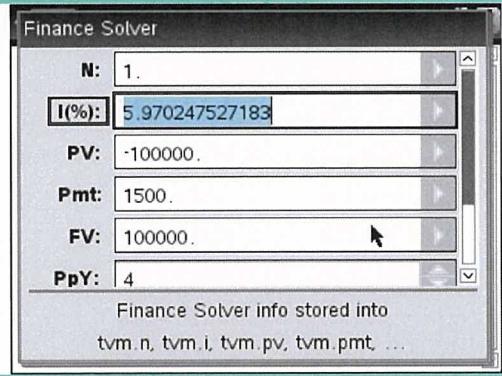 Finance Solver
N: 1.
I(%): 5.970247527183
PV: -100000.
Pmt: 1500.
FV: 100000.
PpY: 4
Finance Solver info stored into
tvm.n, tvm.i, tvm.pv, tvm.pmt, ...